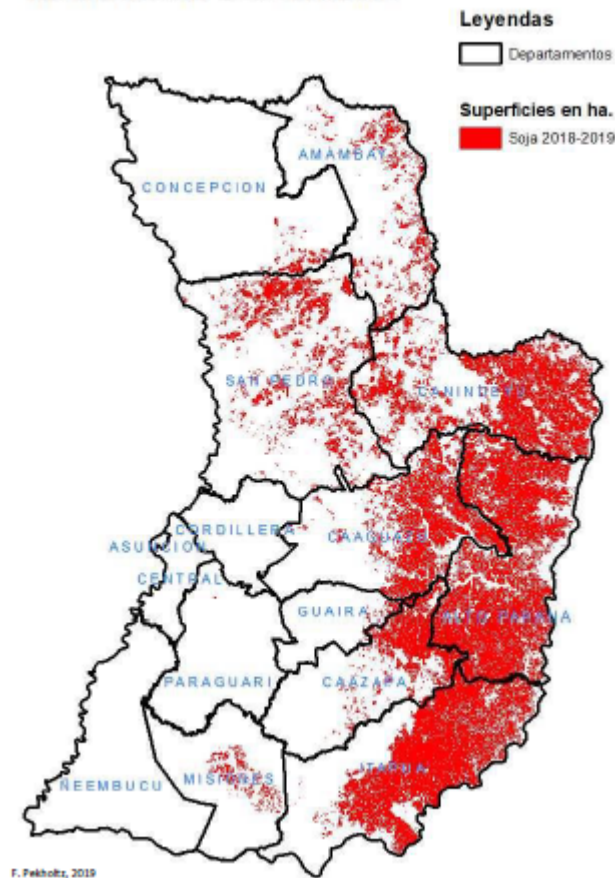 Leyendas
Departamentos
Superficies en ha.
Soja 2018-2019
AMAMBAY
CONCEPCION
SAN PEDRO
CANINDEYU
CORDILLERA
CAAGUAZU
ASUNCION
CENTRAL
GUAIRA
ALTO PARANA
PARAGUARI
CAAZAPA
MISIONES
ITAPUA
ÑEEMBUCU
F. Pekholtz, 2019